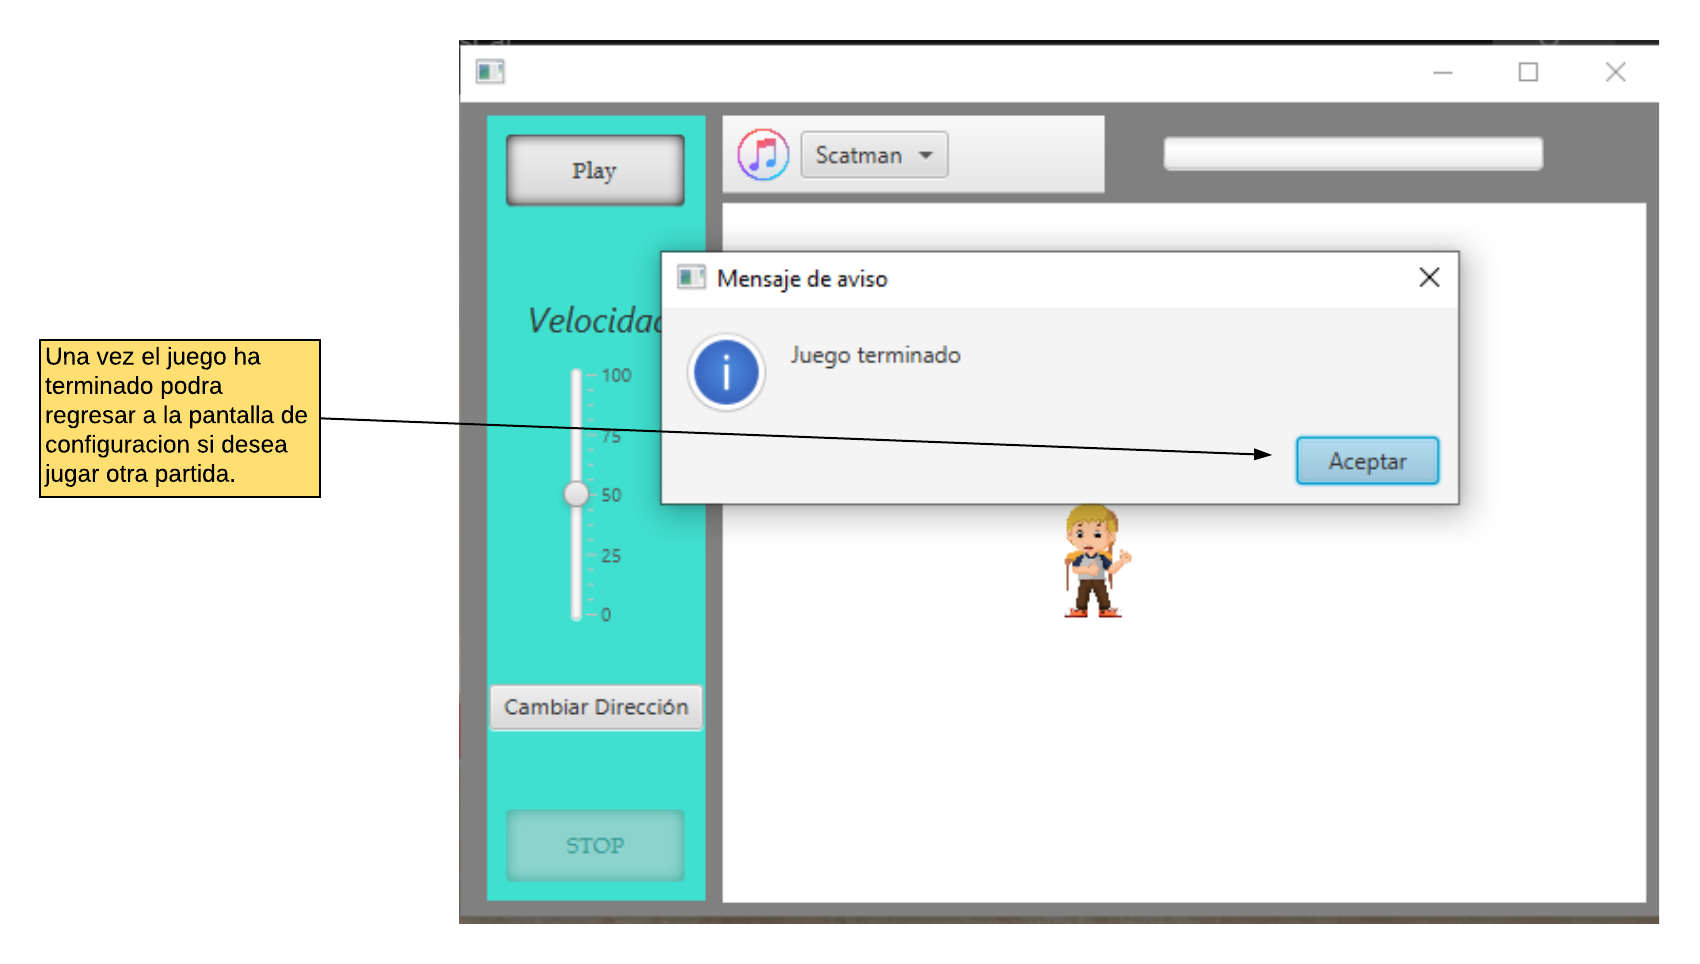 Play
Scatman
Mensaje de aviso
Velocidad
Juego terminado
Una vez el juego ha
terminado podra
regresar a la pantalla de
configuracion si desea
jugar otra partida.
100
75
50
25
0
Aceptar
Cambiar Dirección
STOP